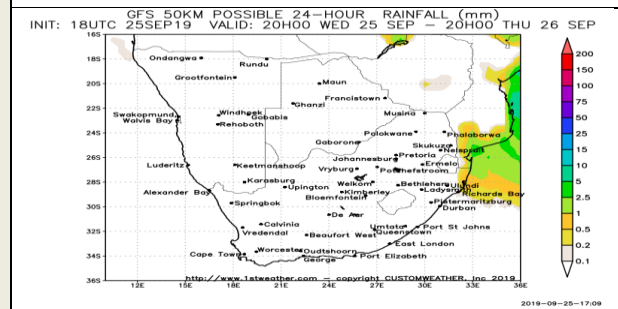 GFS 50KM POSSIBLE 24-HOUR RAINFALL (mm)
INIT: 18UTC 25SEP19 VALID: 20H00 WED 25 SEP - 20H00 THU 26 SEP
16S
18S
20S
22S
24S
26S
28S
30S
32S
34S
36S
12E
15E
18E
21E
24E
27E
30E
33E
36E
Ondangwa
Rundu
Grootfontein
Maun
Francistown
Ghanzi
Musina
Swakopmund
Walvis Bay
Windhoek
Gobabis
Rehoboth
Polokwane
Phalaborwa
Gaborone
Skukuza
Nelspruit
Pretoria
Johannesburg
Ermelo
Luderitz
Keetmanshoop
Vryburg
Potchefstroom
Karasburg
Upington
Welkom
Bethlehem
Ulundi
Kimberley
Ladysmith
Richards Bay
Alexander Bay
Bloemfontein
Springbok
Pietermaritzburg
Durban
De Aar
Calvinia
Umtata
Port St Johns
Vredendal
Beaufort West
Queenstown
East London
Worcester
Oudtshoorn
Cape Town
George
Port Elizabeth
http://www.1stweather.com - copyright CUSTOMWEATHER, Inc 2019
200
150
100
75
50
25
15
10
5
2.5
1
0.5
0.2
0.1
2019-09-25-17:09